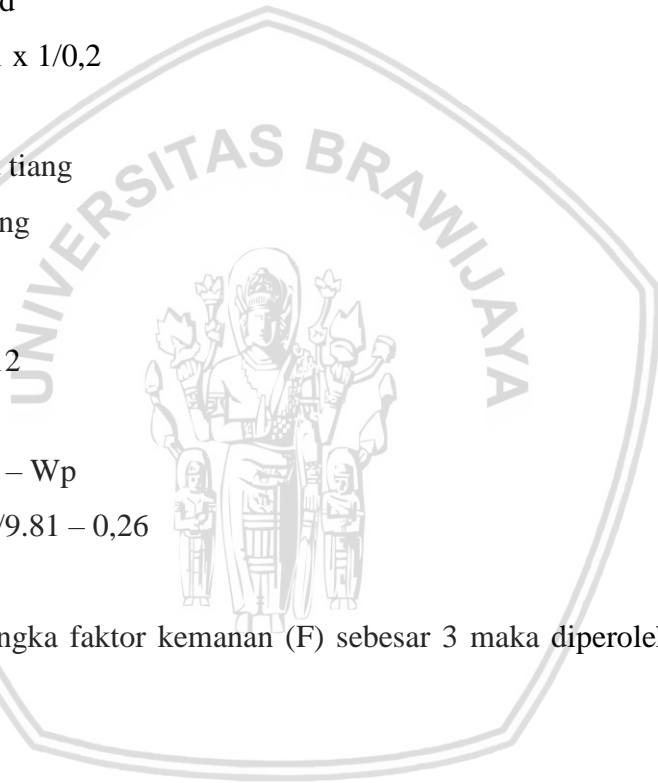 d
x 1/0,2
tiang
ng
UNIVERSITAS BRAWIJAYA
12
– Wp
/9.81 – 0,26
ngka faktor kemanan (F) sebesar 3 maka diperoleh